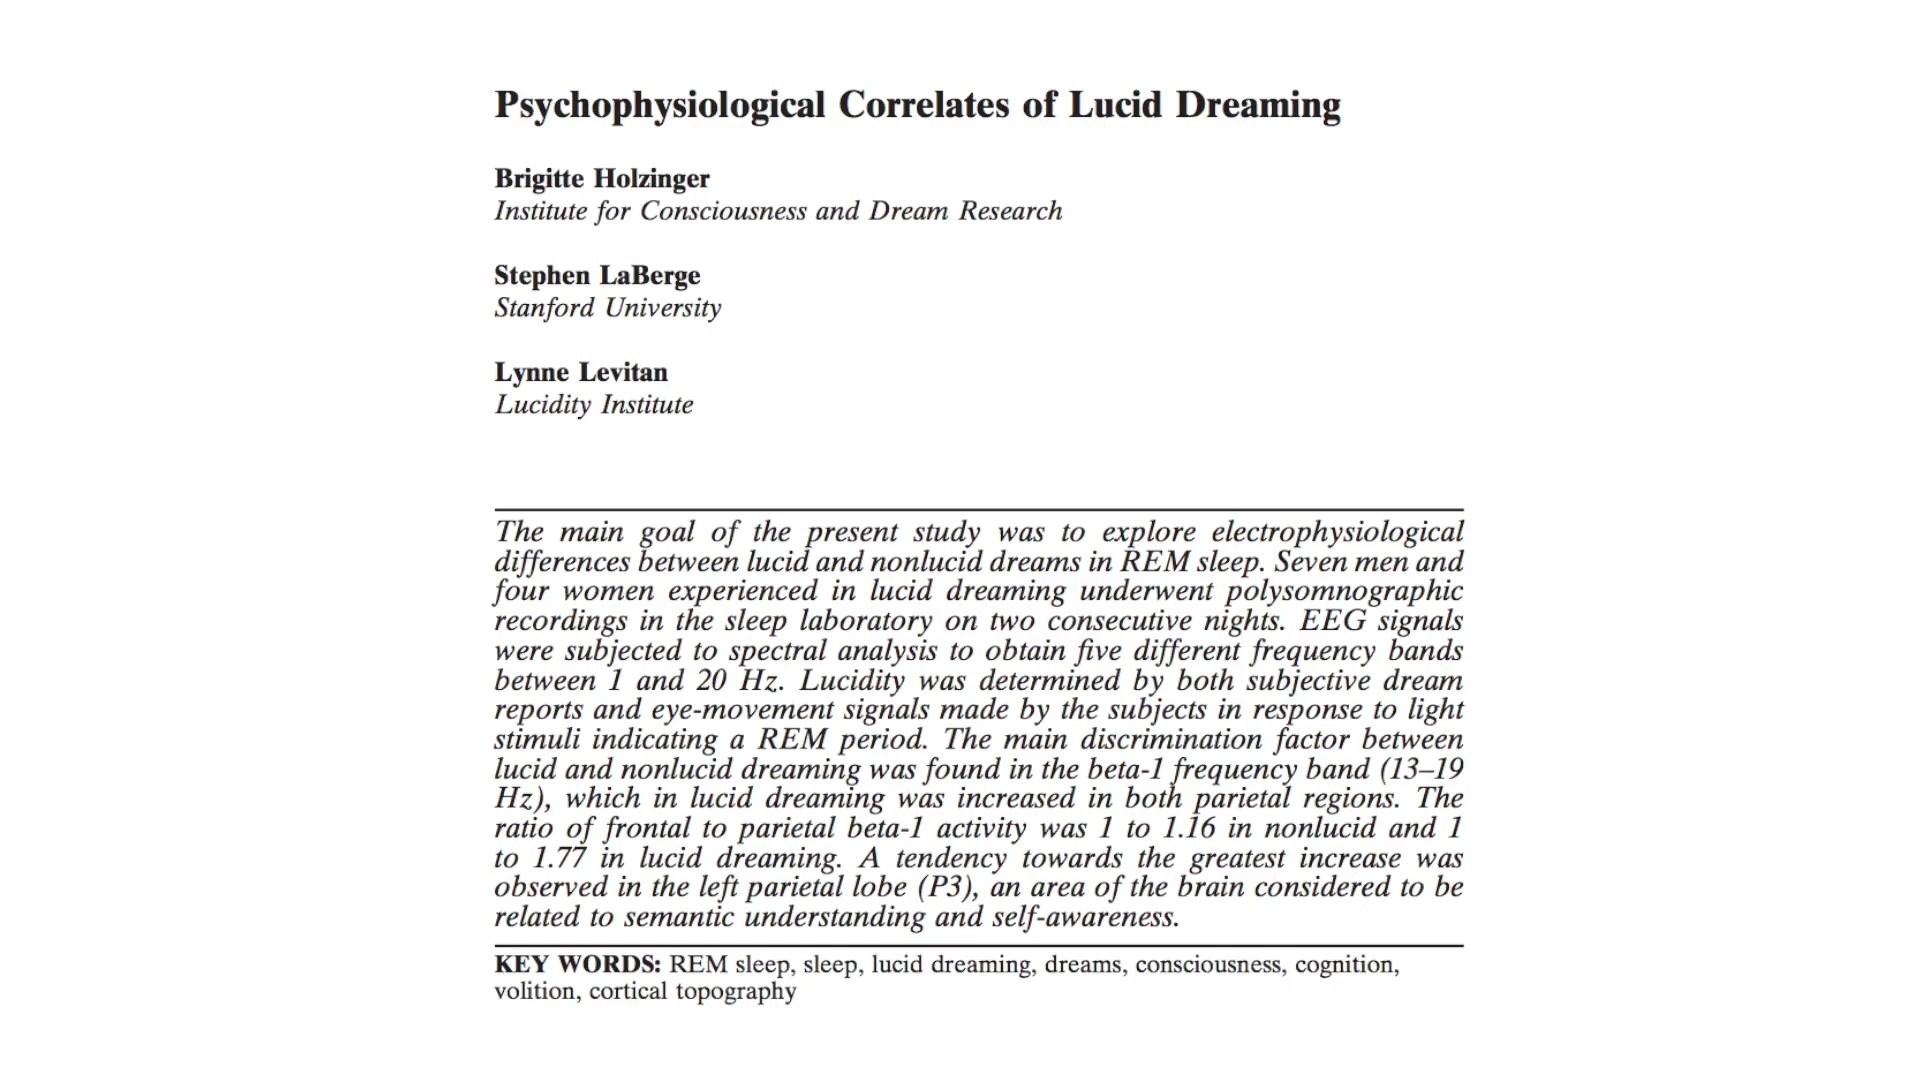 Psychophysiological Correlates of Lucid Dreaming
Brigitte Holzinger
Institute for Consciousness and Dream Research
Stephen LaBerge
Stanford University
Lynne Levitan
Lucidity Institute
The main goal of the present study was to explore electrophysiological
differences between lucid and nonlucid dreams in REM sleep. Seven men and
four women experienced in lucid dreaming underwent polysomnographic
recordings in the sleep laboratory on two consecutive nights. EEG signals
were subjected to spectral analysis to obtain five different frequency bands
between 1 and 20 Hz. Lucidity was determined by both subjective dream
reports and eye-movement signals made by the subjects in response to light
stimuli indicating a REM period. The main discrimination factor between
lucid and nonlucid dreaming was found in the beta-1 frequency band (13–19
Hz), which in lucid dreaming was increased in both parietal regions. The
ratio of frontal to parietal beta-1 activity was 1 to 1.16 in nonlucid and 1
to 1.77 in lucid dreaming. A tendency towards the greatest increase was
observed in the left parietal lobe (P3), an area of the brain considered to be
related to semantic understanding and self-awareness.
KEY WORDS: REM sleep, sleep, lucid dreaming, dreams, consciousness, cognition,
volition, cortical topography